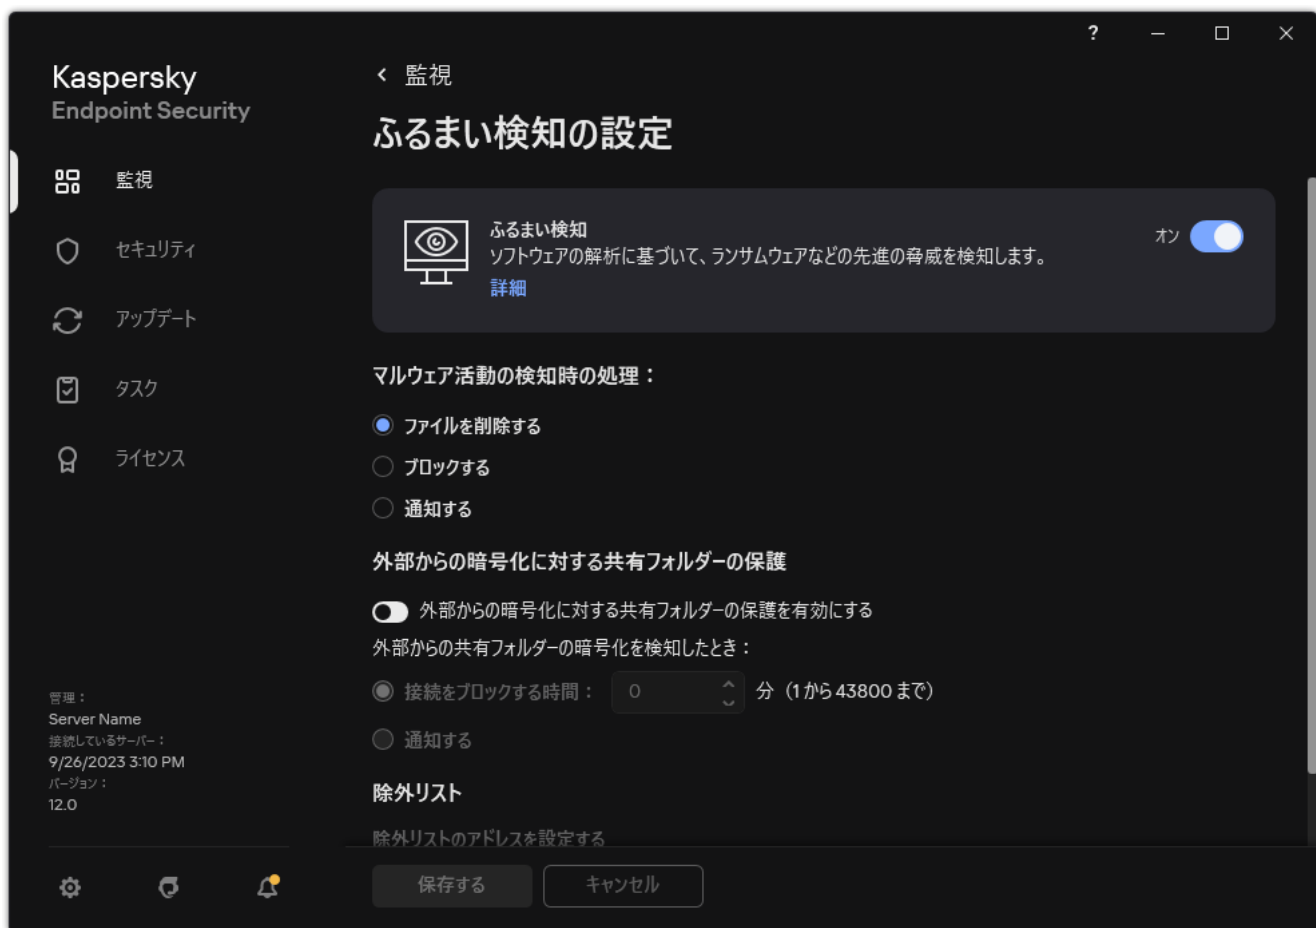 ?
Kaspersky
Endpoint Security
監視
セキュリティ
アップデート
タスク
ライセンス
管理：
Server Name
接続しているサーバー：
9/26/2023 3:10 PM
バージョン：
12.0
監視
ふるまい検知の設定
ふるまい検知
ソフトウェアの解析に基づいて、ランサムウェアなどの先進の脅威を検知します。
詳細
オン
マルウェア活動の検知時の処理：
ファイルを削除する
ブロックする
通知する
外部からの暗号化に対する共有フォルダーの保護
外部からの暗号化に対する共有フォルダーの保護を有効にする
外部からの共有フォルダーの暗号化を検知したとき：
接続をブロックする時間： 0 分（1 から 43800 まで）
通知する
除外リスト
除外リストのアドレスを設定する
保存する キャンセル